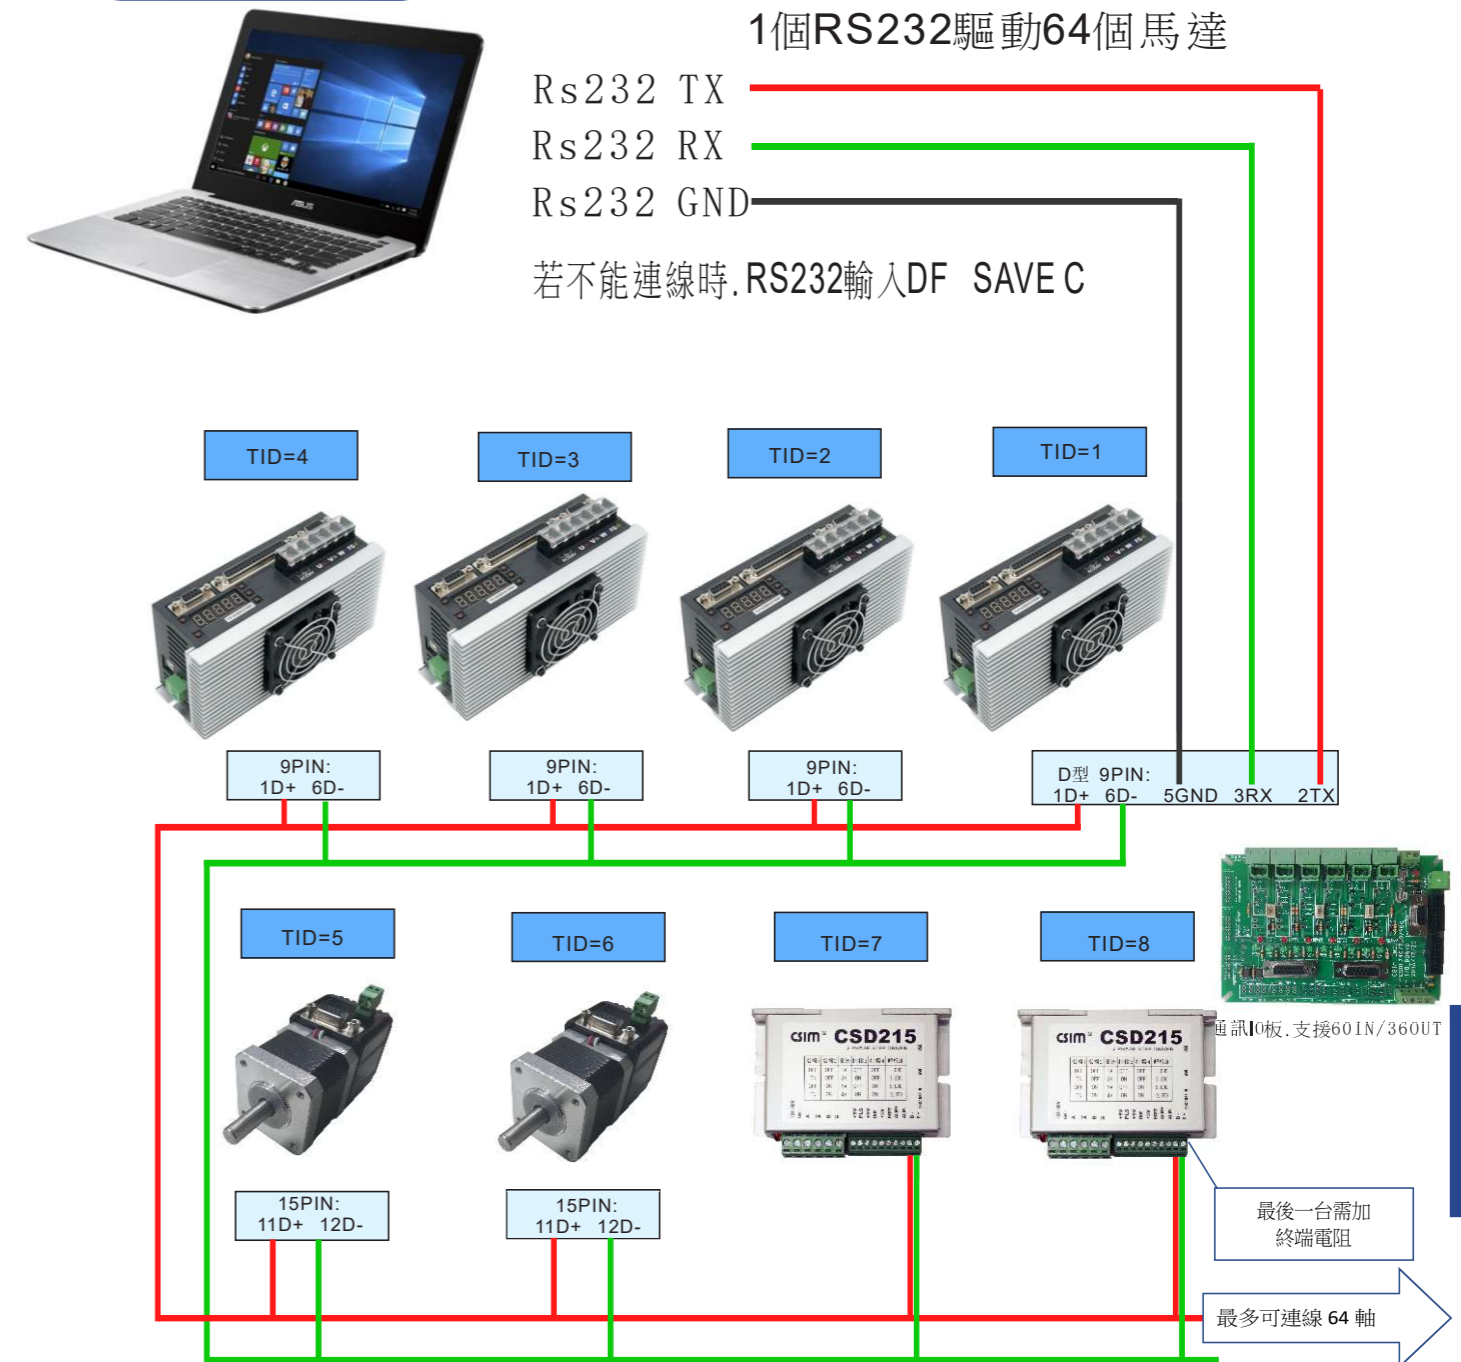 1個RS232驅動64個馬達
Rs232 TX
Rs232 RX
Rs232 GND
若不能連線時.RS232輸入DF SAVE C
ASUS
TID=4
TID=3
TID=2
TID=1
9PIN:
1D+ 6D-
9PIN:
1D+ 6D-
9PIN:
1D+ 6D-
D型 9PIN:
1D+ 6D- 5GND 3RX 2TX
TID=5
TID=6
TID=7
TID=8
通訊IO板.支援60IN/36OUT
CSIM CSD215
CSIM CSD215
15PIN:
11D+ 12D-
15PIN:
11D+ 12D-
最後一台需加
終端電阻
最多可連線 64 軸